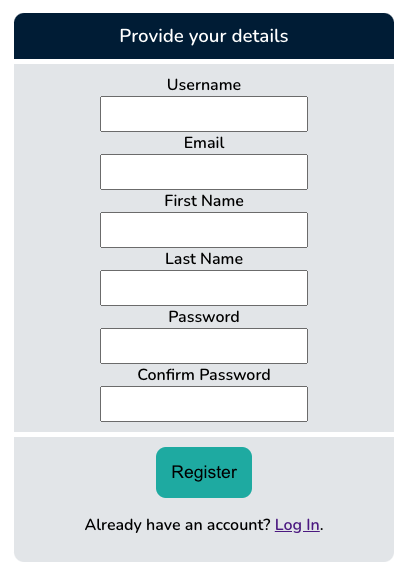 Provide your details
Username
Email
First Name
Last Name
Password
Confirm Password
Register
Already have an account? Log In.